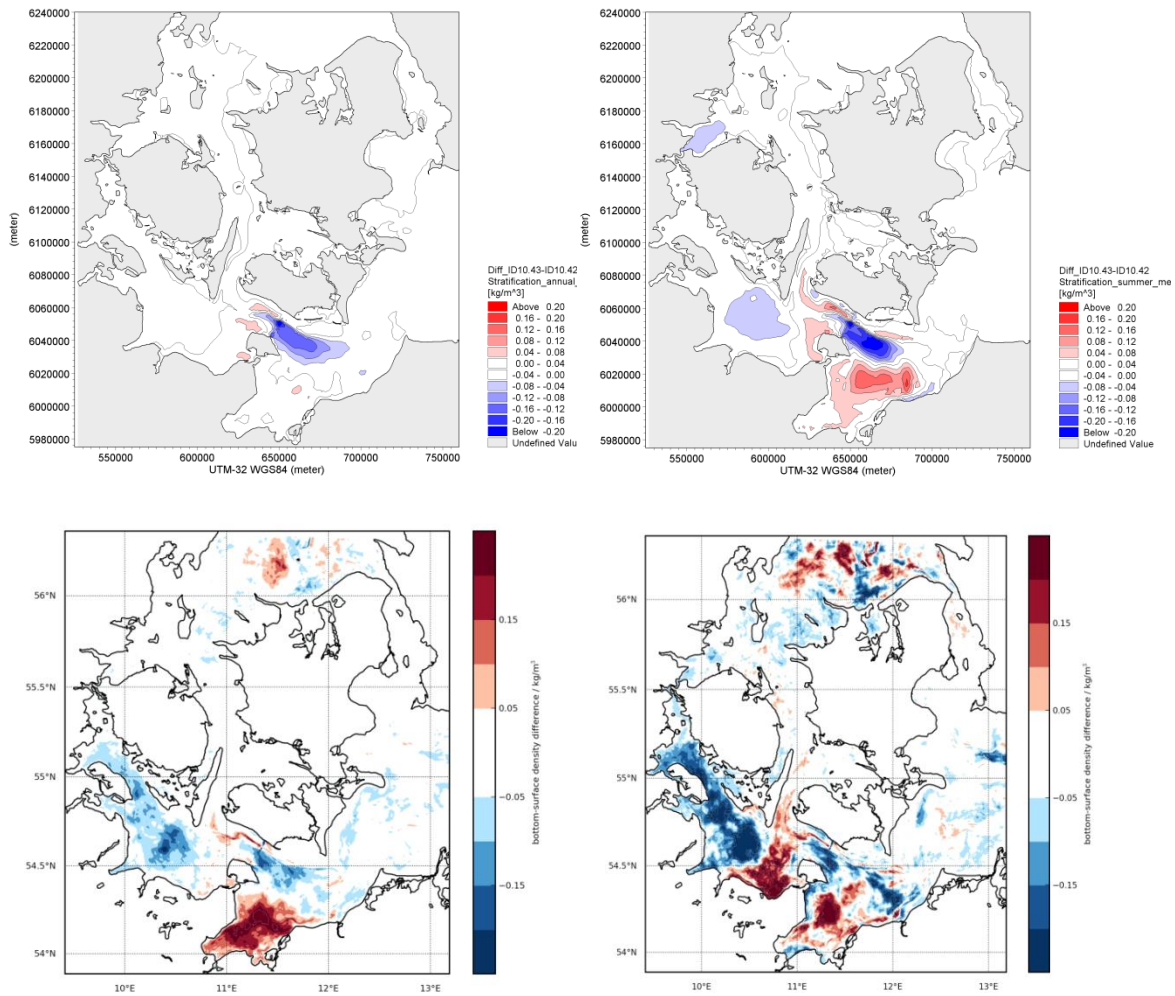 6240000
6220000
6200000
6180000
6160000
6140000
6120000
6100000
6080000
6060000
6040000
6020000
6000000
5980000
(meter)
550000 600000 650000 700000 750000
UTM-32 WGS84 (meter)
Diff_ID10.43-ID10.42
Stratification_annual_
[kg/m^3]
Above 0.20
0.16 - 0.20
0.12 - 0.16
0.08 - 0.12
0.04 - 0.08
0.00 - 0.04
-0.04 - 0.00
-0.08 - -0.04
-0.12 - -0.08
-0.16 - -0.12
-0.20 - -0.16
Below -0.20
Undefined Valu
6240000
6220000
6200000
6180000
6160000
6140000
6120000
6100000
6080000
6060000
6040000
6020000
6000000
5980000
(meter)
550000 600000 650000 700000 750000
UTM-32 WGS84 (meter)
Diff_ID10.43-ID10.42
Stratification_summer_me
[kg/m^3]
Above 0.20
0.16 - 0.20
0.12 - 0.16
0.08 - 0.12
0.04 - 0.08
0.00 - 0.04
-0.04 - 0.00
-0.08 - -0.04
-0.12 - -0.08
-0.16 - -0.12
-0.20 - -0.16
Below -0.20
Undefined Value
56°N
55.5°N
55°N
54.5°N
54°N
10°E 11°E 12°E 13°E
0.15
0.05
−0.05
−0.15
bottom-surface density difference / kg/m³
56°N
55.5°N
55°N
54.5°N
54°N
10°E 11°E 12°E 13°E
0.15
0.05
−0.05
−0.15
bottom-surface density difference / kg/m³